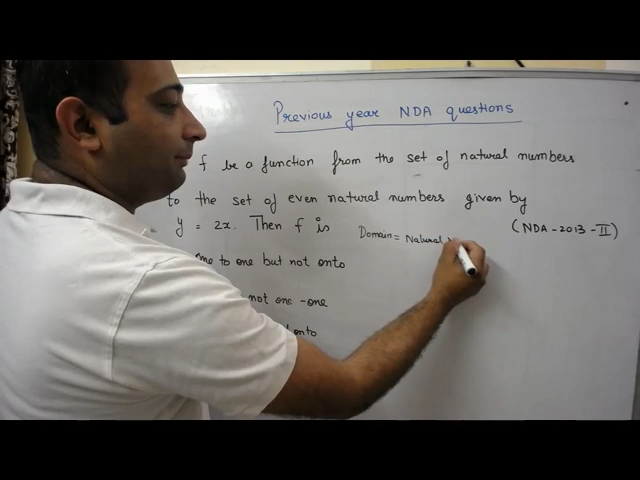 Previous year NDA questions
f be a function from the set of natural numbers
to the set of even natural numbers given by
y = 2x. Then f is
Domain = Natural
(NDA - 2013 - II)
one to one but not onto
not one - one
onto